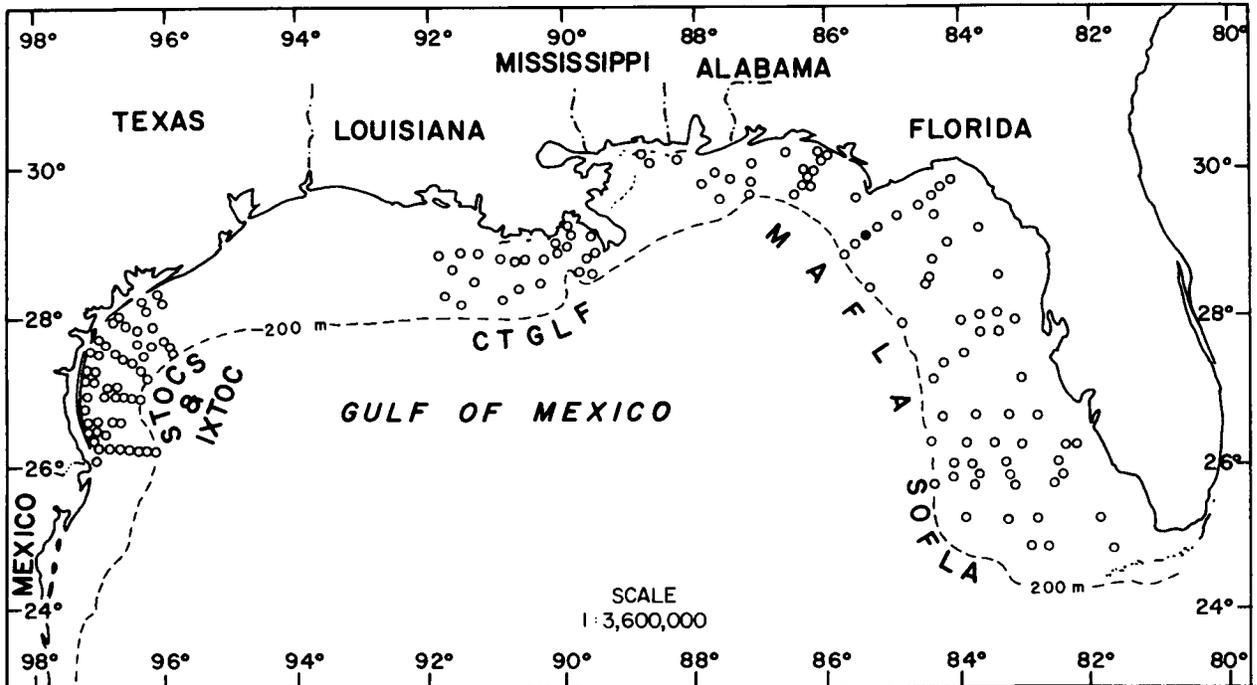 98° 96° 94° 92° 90° 88° 86° 84° 82° 80°
MISSISSIPPI ALABAMA
TEXAS LOUISIANA FLORIDA
30° 30°
MAFLA
28° 200 m CTGLF 28°
STOCS
&
IXTOC
GULF OF MEXICO
26° 26°
MEXICO
SOFLA
200 m
SCALE
1:3,600,000
24° 24°
98° 96° 94° 92° 90° 88° 86° 84° 82° 80°